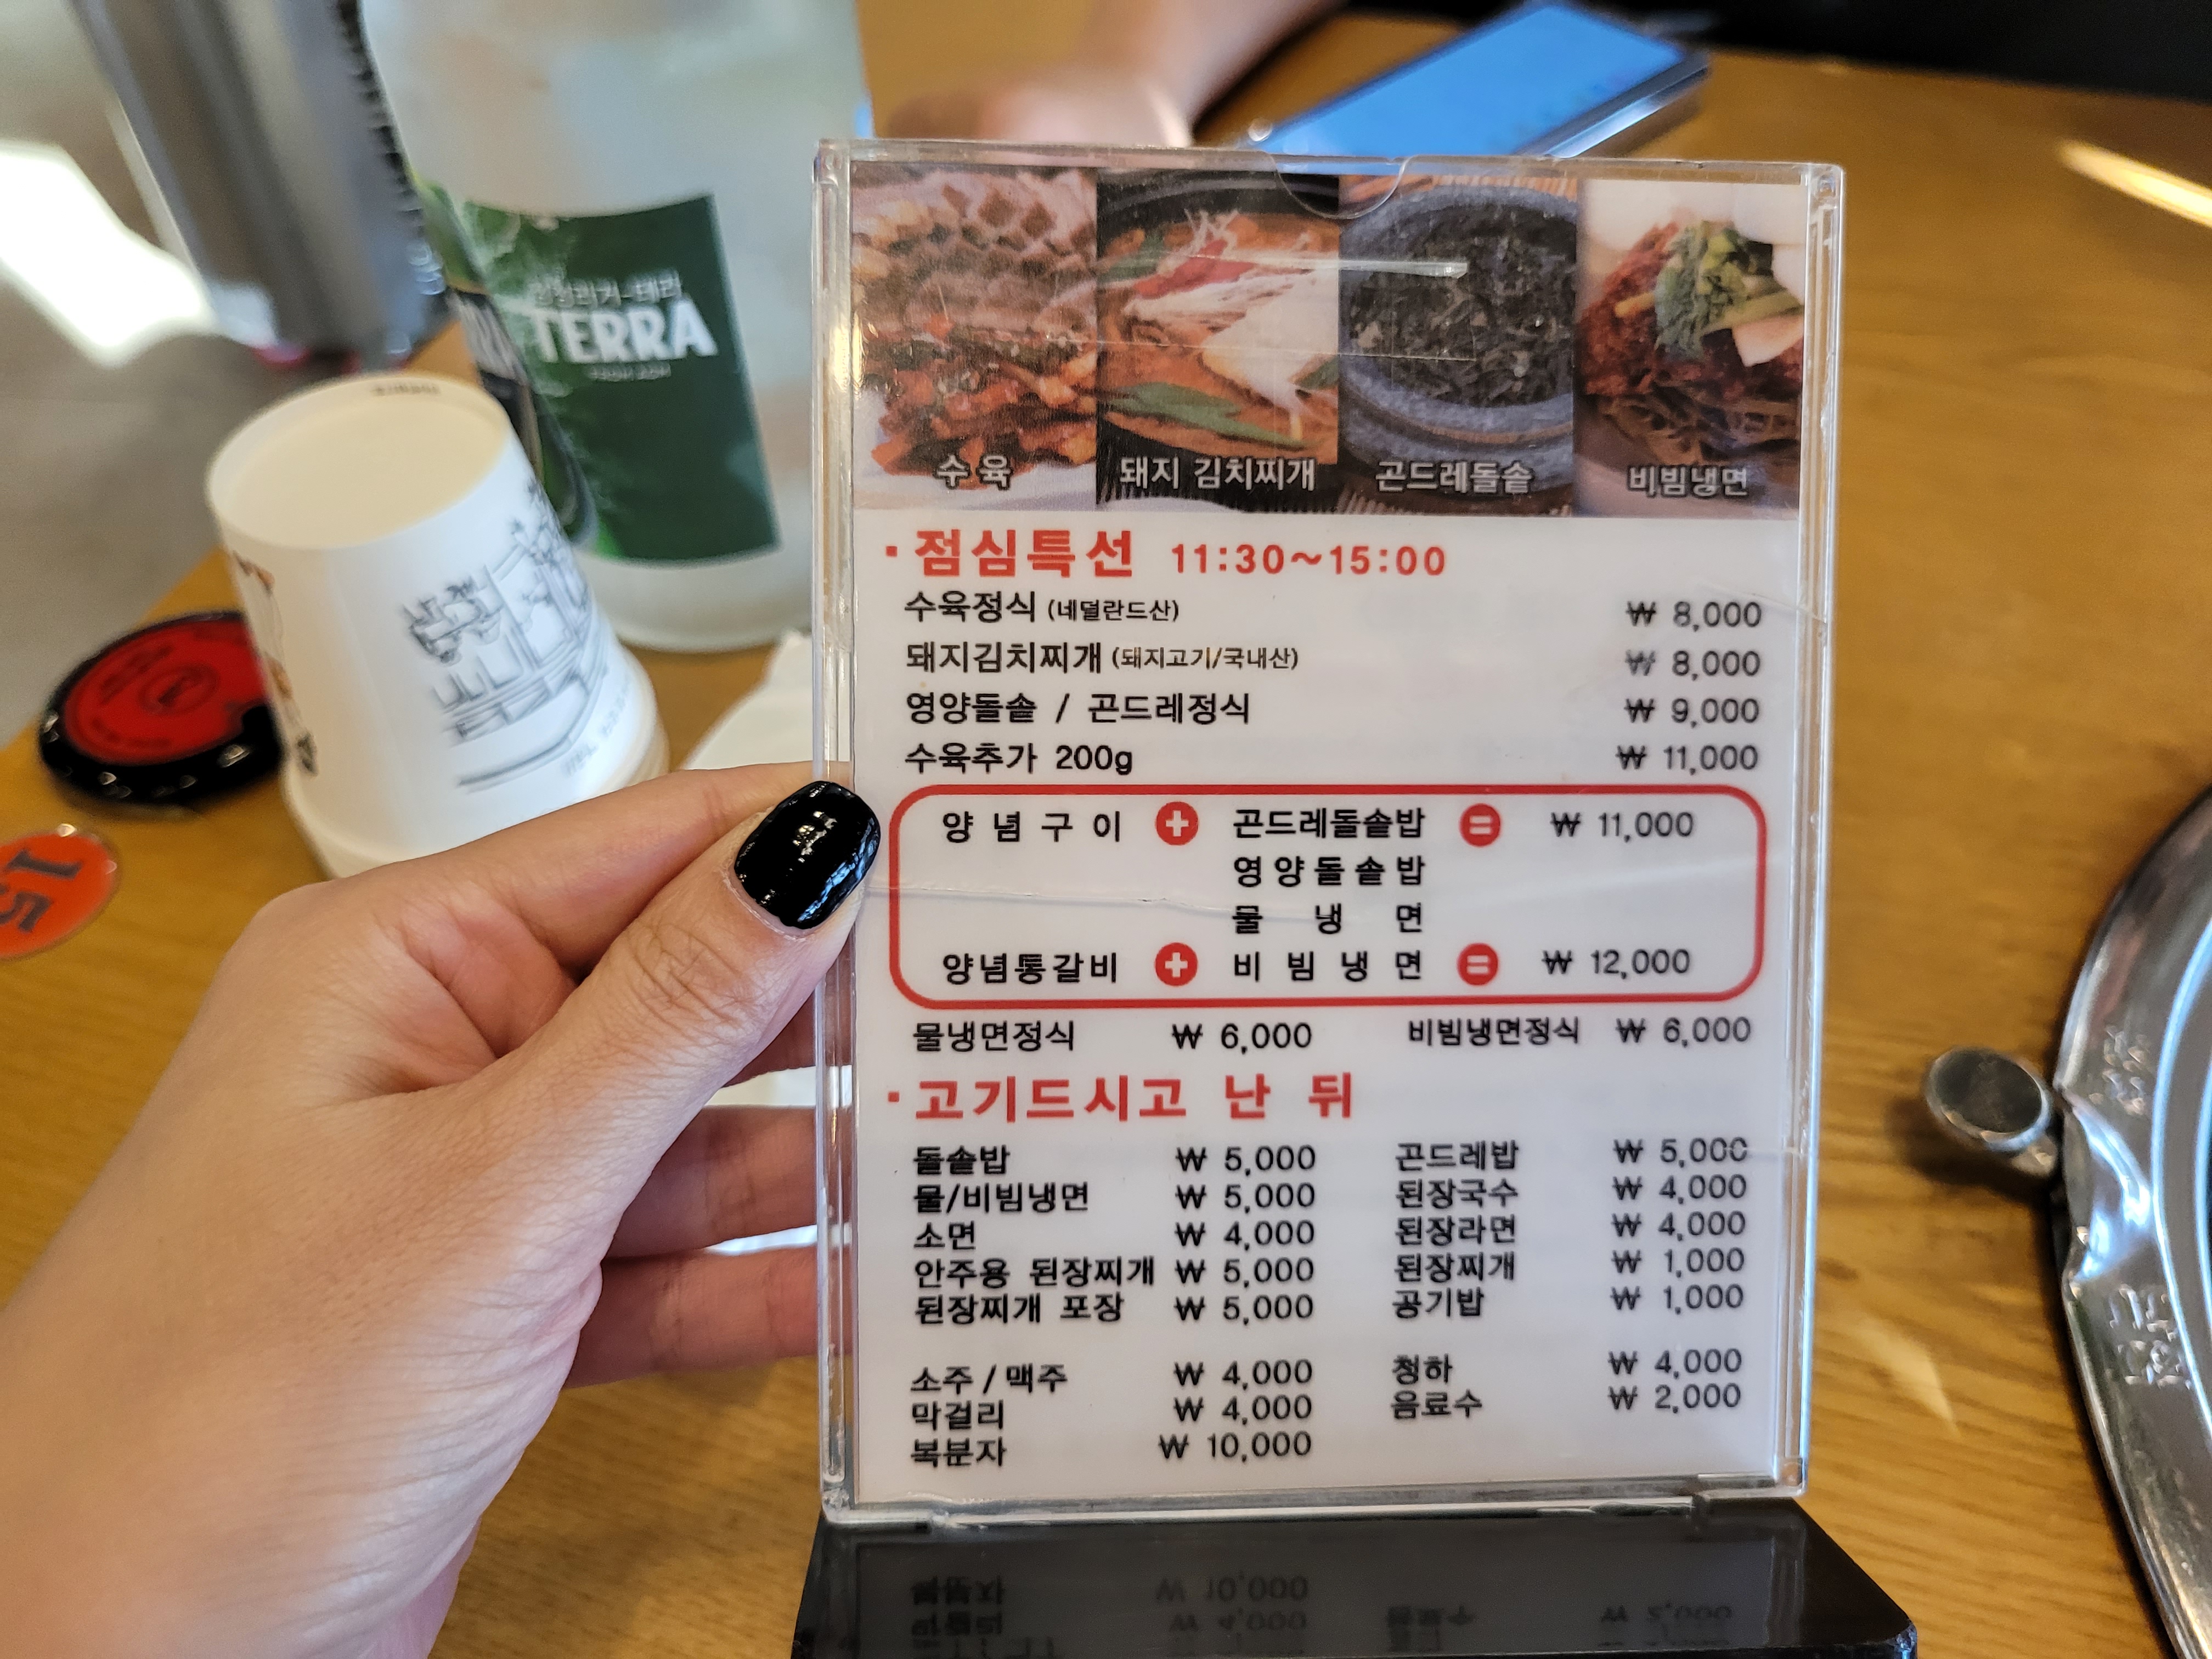 TERRA
15
수육
돼지 김치찌개
곤드레돌솥
비빔냉면
· 점심특선 11:30~15:00
수육정식 (네덜란드산) ₩ 8,000
돼지김치찌개 (돼지고기/국내산) ₩ 8,000
영양돌솥 / 곤드레정식 ₩ 9,000
수육추가 200g ₩ 11,000
양념구이 + 곤드레돌솥밥 = ₩ 11,000
영양돌솥밥
물냉면
양념통갈비 + 비빔냉면 = ₩ 12,000
물냉면정식 ₩ 6,000 비빔냉면정식 ₩ 6,000
· 고기드시고 난 뒤
돌솥밥 ₩ 5,000 곤드레밥 ₩ 5,000
물/비빔냉면 ₩ 5,000 된장국수 ₩ 4,000
소면 ₩ 4,000 된장라면 ₩ 4,000
안주용 된장찌개 ₩ 5,000 된장찌개 ₩ 1,000
된장찌개 포장 ₩ 5,000 공기밥 ₩ 1,000
소주 / 맥주 ₩ 4,000 청하 ₩ 4,000
막걸리 ₩ 4,000 음료수 ₩ 2,000
복분자 ₩ 10,000